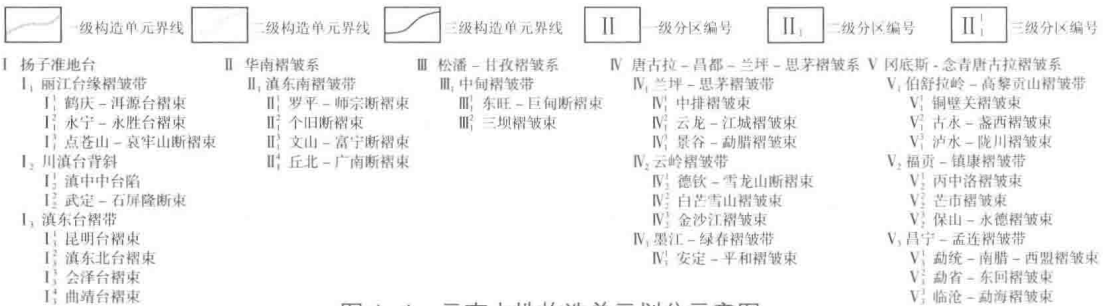 一级构造单元界线 二级构造单元界线 三级构造单元界线 II 一级分区编号 II₁ 二级分区编号 II₁¹ 三级分区编号
I 扬子准地台
I₁ 丽江台缘褶皱带
I₁¹ 鹤庆－洱源台褶束
I₁² 永宁－永胜台褶束
I₁³ 点苍山－哀牢山断褶束
I₂ 川滇台背斜
I₂¹ 滇中中台陷
I₂² 武定－石屏隆断束
I₃ 滇东台褶带
I₃¹ 昆明台褶束
I₃² 滇东北台褶束
I₃³ 会泽台褶束
I₃⁴ 曲靖台褶束
II 华南褶皱系
II₁ 滇东南褶皱带
II₁¹ 罗平－师宗断褶束
II₁² 个旧断褶束
II₁³ 文山－富宁断褶束
II₁⁴ 丘北－广南断褶束
III 松潘－甘孜褶皱系
III₁ 中甸褶皱带
III₁¹ 东旺－巨甸断褶束
III₁² 三坝褶皱束
IV 唐古拉－昌都－兰坪－思茅褶皱系
IV₁ 兰坪－思茅褶皱带
IV₁¹ 中排褶皱束
IV₁² 云龙－江城褶皱束
IV₁³ 景谷－勐腊褶皱束
IV₂ 云岭褶皱带
IV₂¹ 德钦－雪龙山断褶束
IV₂² 白芒雪山褶皱束
IV₂³ 金沙江褶皱束
IV₃ 墨江－绿春褶皱带
IV₃¹ 安定－平和褶皱束
V 冈底斯－念青唐古拉褶皱系
V₁ 伯舒拉岭－高黎贡山褶皱带
V₁¹ 铜壁关褶皱束
V₁² 古永－盏西褶皱束
V₁³ 泸水－陇川褶皱束
V₂ 福贡－镇康褶皱带
V₂¹ 丙中洛褶皱束
V₂² 芒市褶皱束
V₂³ 保山－永德褶皱束
V₃ 昌宁－孟连褶皱带
V₃¹ 勐统－南腊－西盟褶皱束
V₃² 勐省－东回褶皱束
V₃³ 临沧－勐海褶皱束